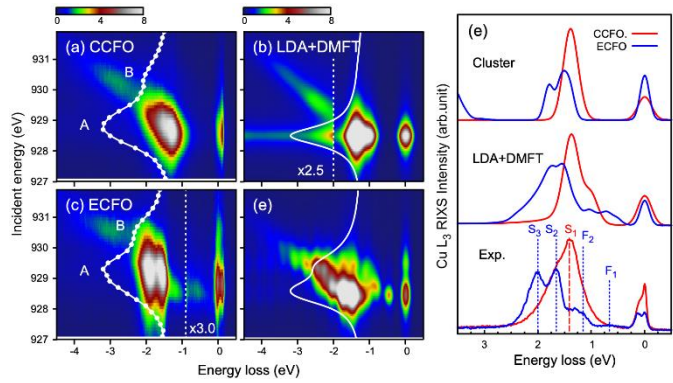 0 4 8
0 4 8
(a) CCFO
B
A
(b) LDA+DMFT
x2.5
(c) ECFO
B
A
x3.0
(e)
931
930
929
928
927
931
930
929
928
927
Incident energy (eV)
-4 -3 -2 -1 0
-4 -3 -2 -1 0
Energy loss (eV)
(e)
CCFO.
ECFO
Cluster
LDA+DMFT
S3 S2 S1 F2
F1
Exp.
3 2 1 0
Energy loss (eV)
Cu L3 RIXS Intensity (arb.unit)